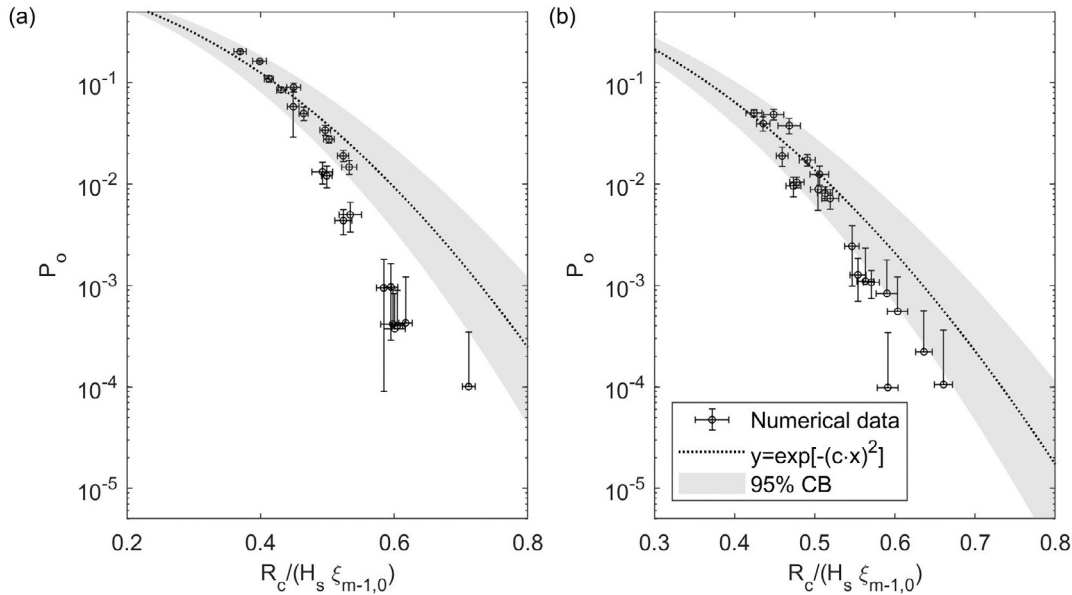 (a)
10^-1
10^-2
10^-3
10^-4
10^-5
P_o
0.2 0.4 0.6 0.8
R_c/(H_s ξ_m-1,0)
(b)
10^-1
10^-2
10^-3
10^-4
10^-5
P_o
0.3 0.4 0.5 0.6 0.7 0.8
R_c/(H_s ξ_m-1,0)
Numerical data
y=exp[-(c·x)^2]
95% CB